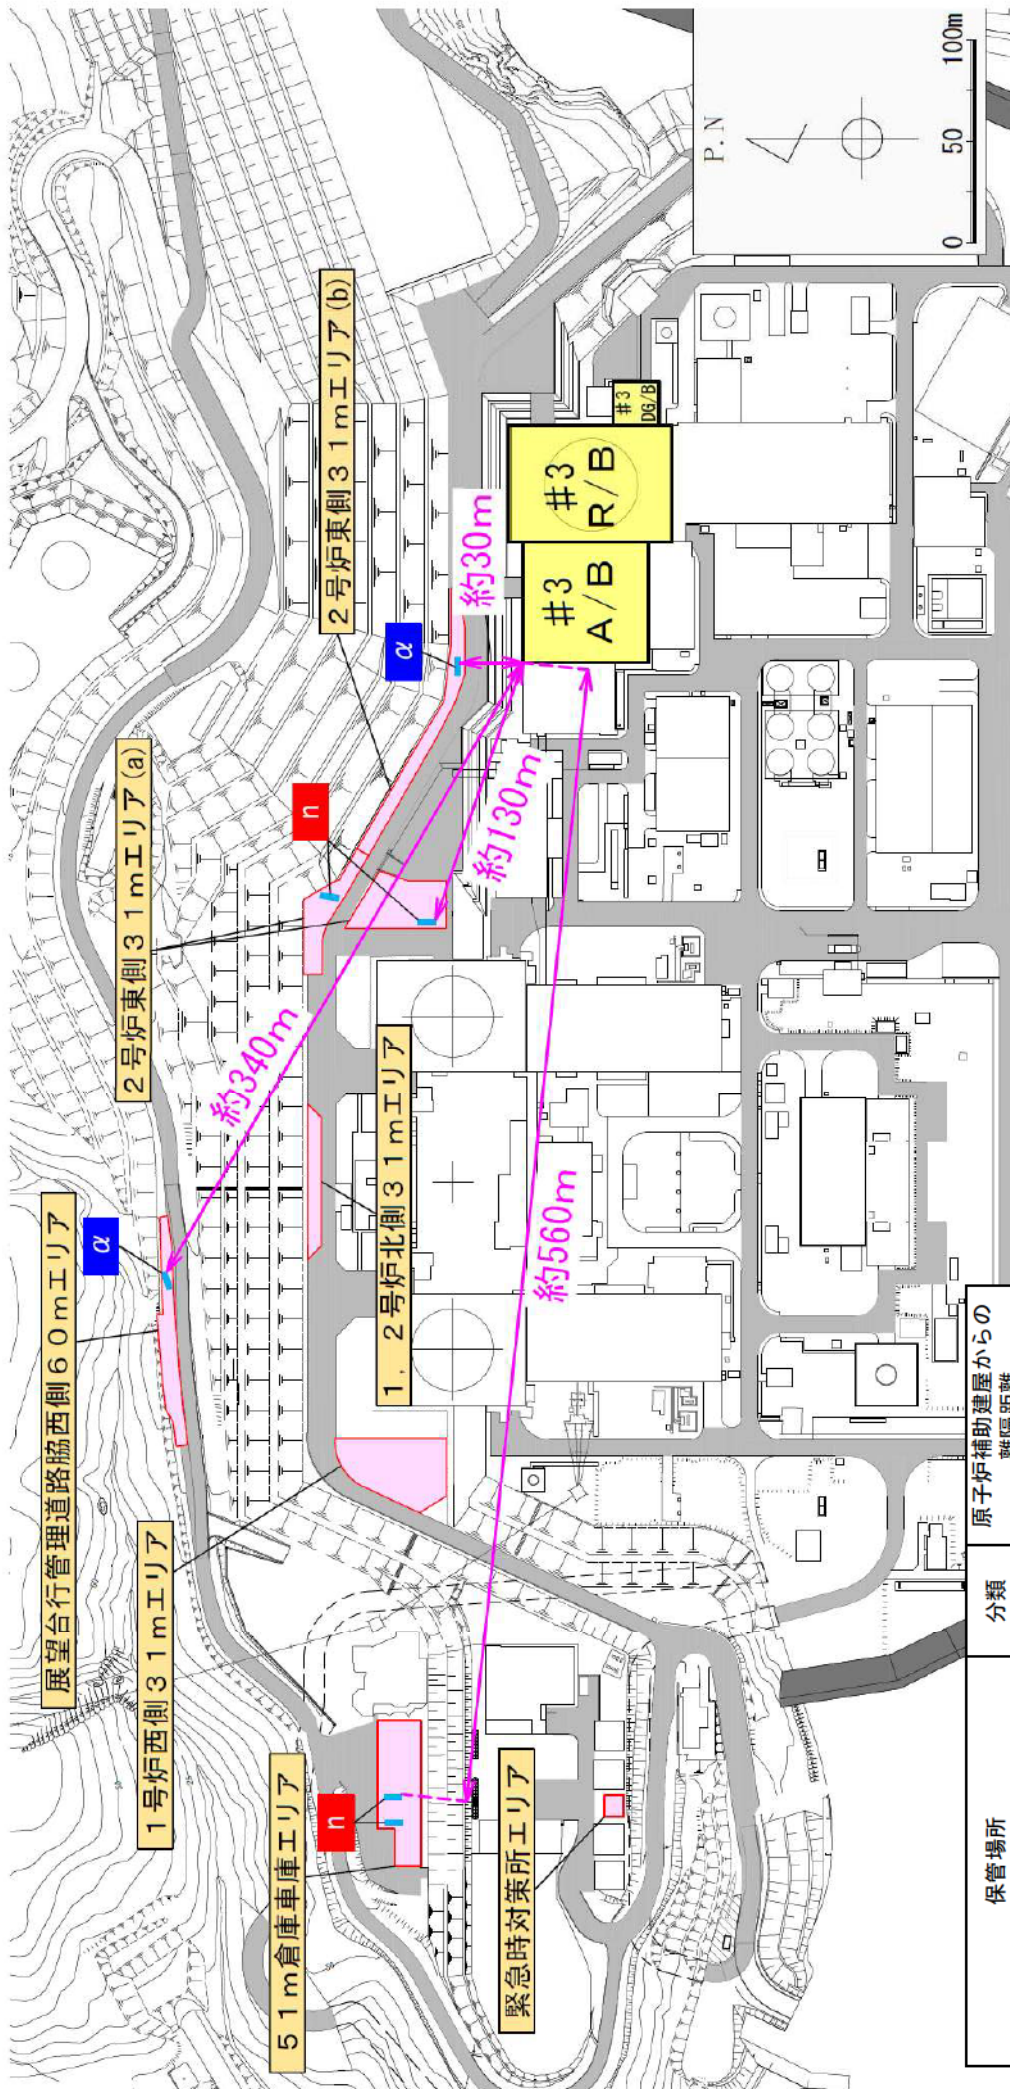 展望台行管理道路脇西側６０ｍエリア
α
約340m
２号炉東側３１ｍエリア(a)
n
２号炉東側３１ｍエリア(b)
α
約30m
約130m
約560m
１号炉西側３１ｍエリア
１，２号炉北側３１ｍエリア
５１ｍ倉庫車庫エリア
n
緊急時対策所エリア
#3
A/B
#3
R/B
#3
DG/B
P.N
0 50 100m
保管場所
分類
原子炉補助建屋からの
離隔距離